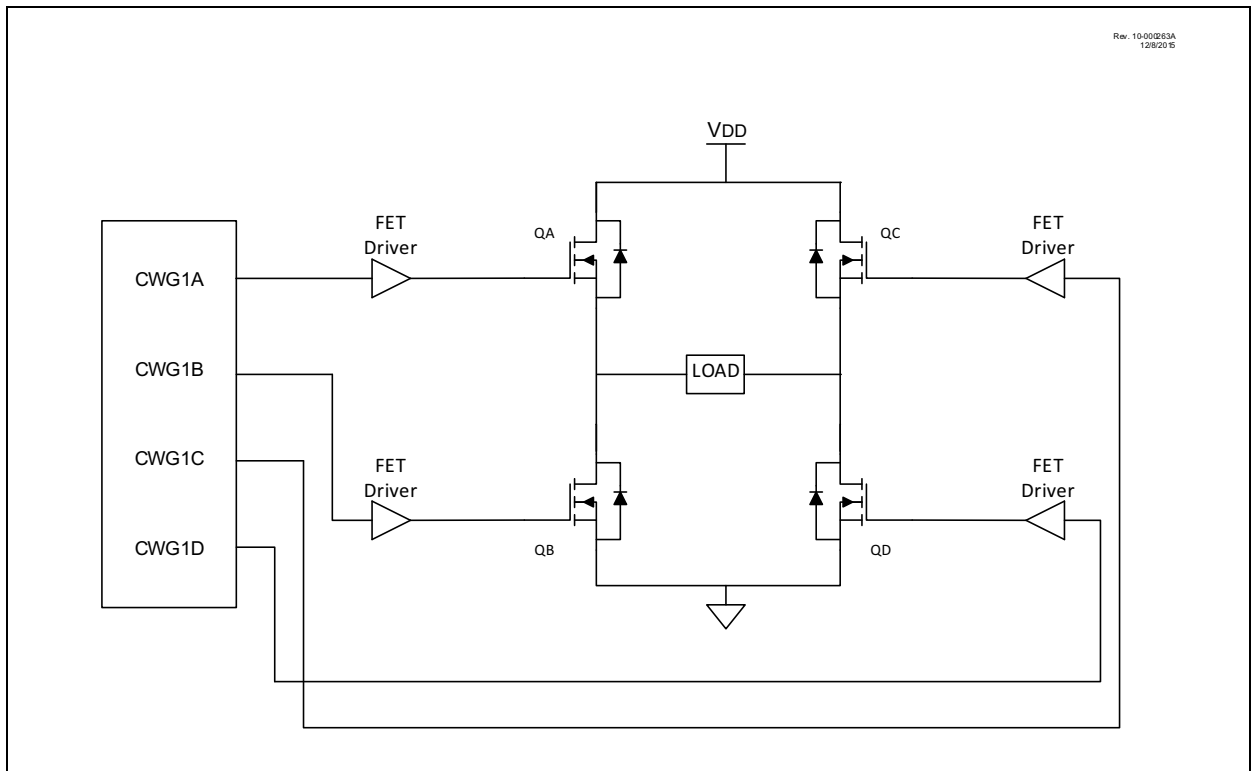 Rev. 10-000263A
12/8/2015
VDD
FET
Driver
QA
QC
FET
Driver
CWG1A
CWG1B
LOAD
CWG1C
FET
Driver
FET
Driver
CWG1D
QB
QD